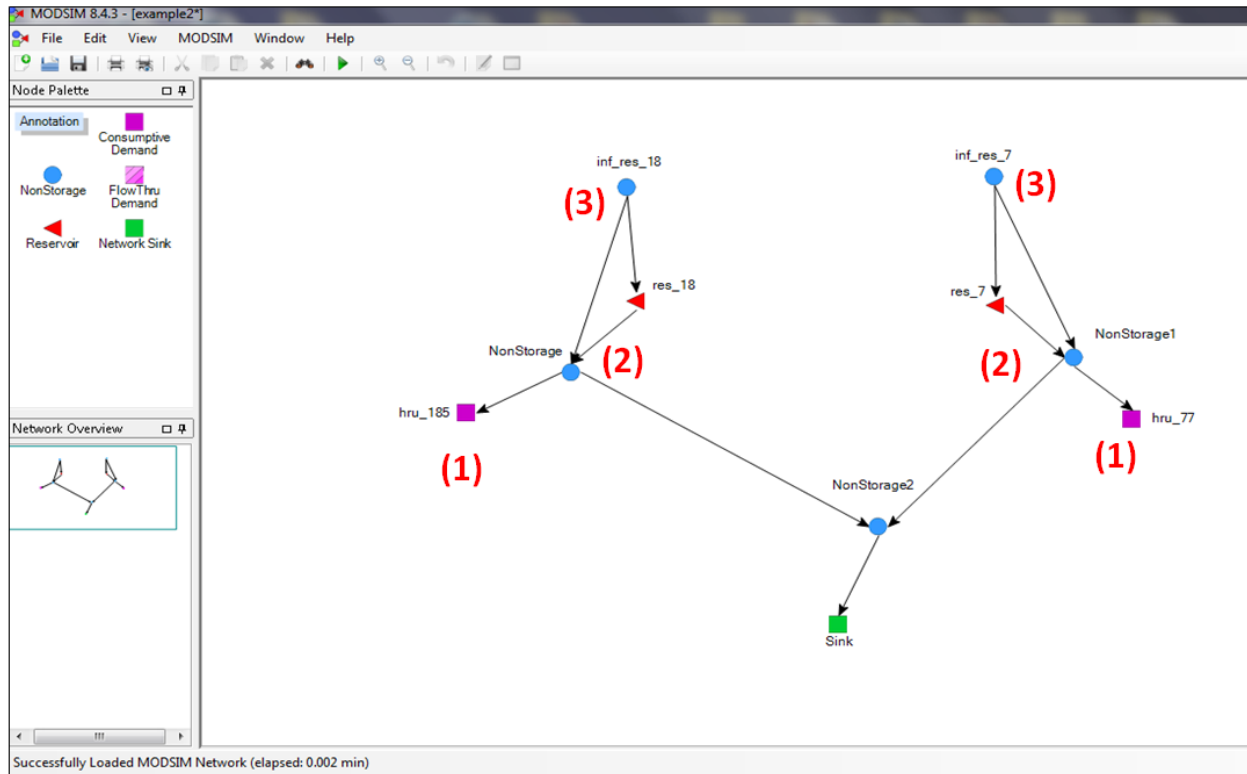 MODSIM 8.4.3 - [example2*]
File Edit View MODSIM Window Help
Node Palette
Annotation
Consumptive
Demand
NonStorage
FlowThru
Demand
Reservoir
Network Sink
Network Overview
inf_res_18
(3)
res_18
NonStorage
(2)
hru_185
(1)
inf_res_7
(3)
res_7
NonStorage1
(2)
hru_77
(1)
NonStorage2
Sink
Successfully Loaded MODSIM Network (elapsed: 0.002 min)